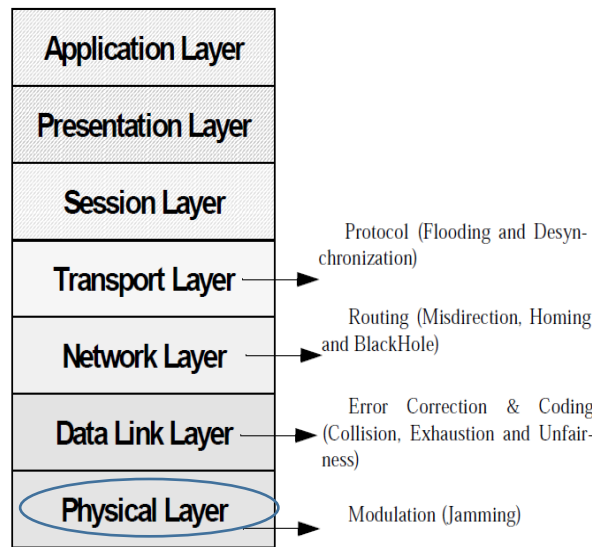 Application Layer
Presentation Layer
Session Layer
Protocol (Flooding and Desyn-
chronization)
Transport Layer
Routing (Misdirection, Homing
and BlackHole)
Network Layer
Error Correction & Coding
(Collision, Exhaustion and Unfair-
ness)
Data Link Layer
Physical Layer
Modulation (Jamming)